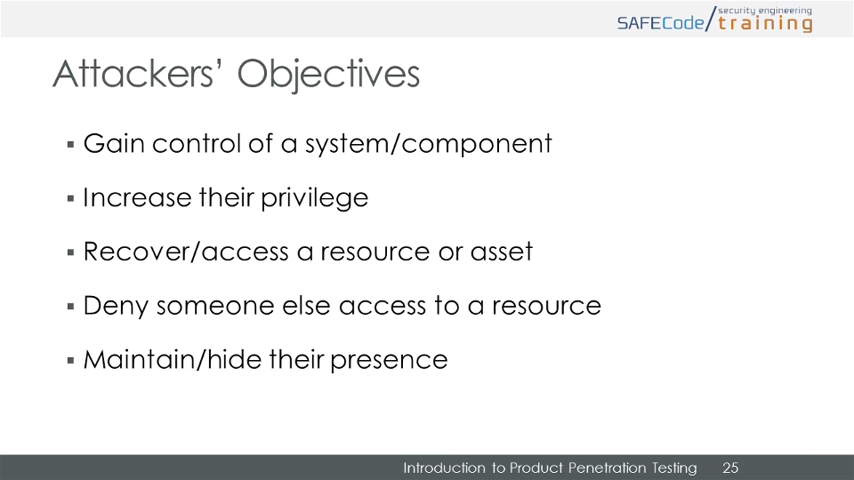 security engineering
SAFECode/training
Attackers' Objectives
▪ Gain control of a system/component
▪ Increase their privilege
▪ Recover/access a resource or asset
▪ Deny someone else access to a resource
▪ Maintain/hide their presence
Introduction to Product Penetration Testing 25